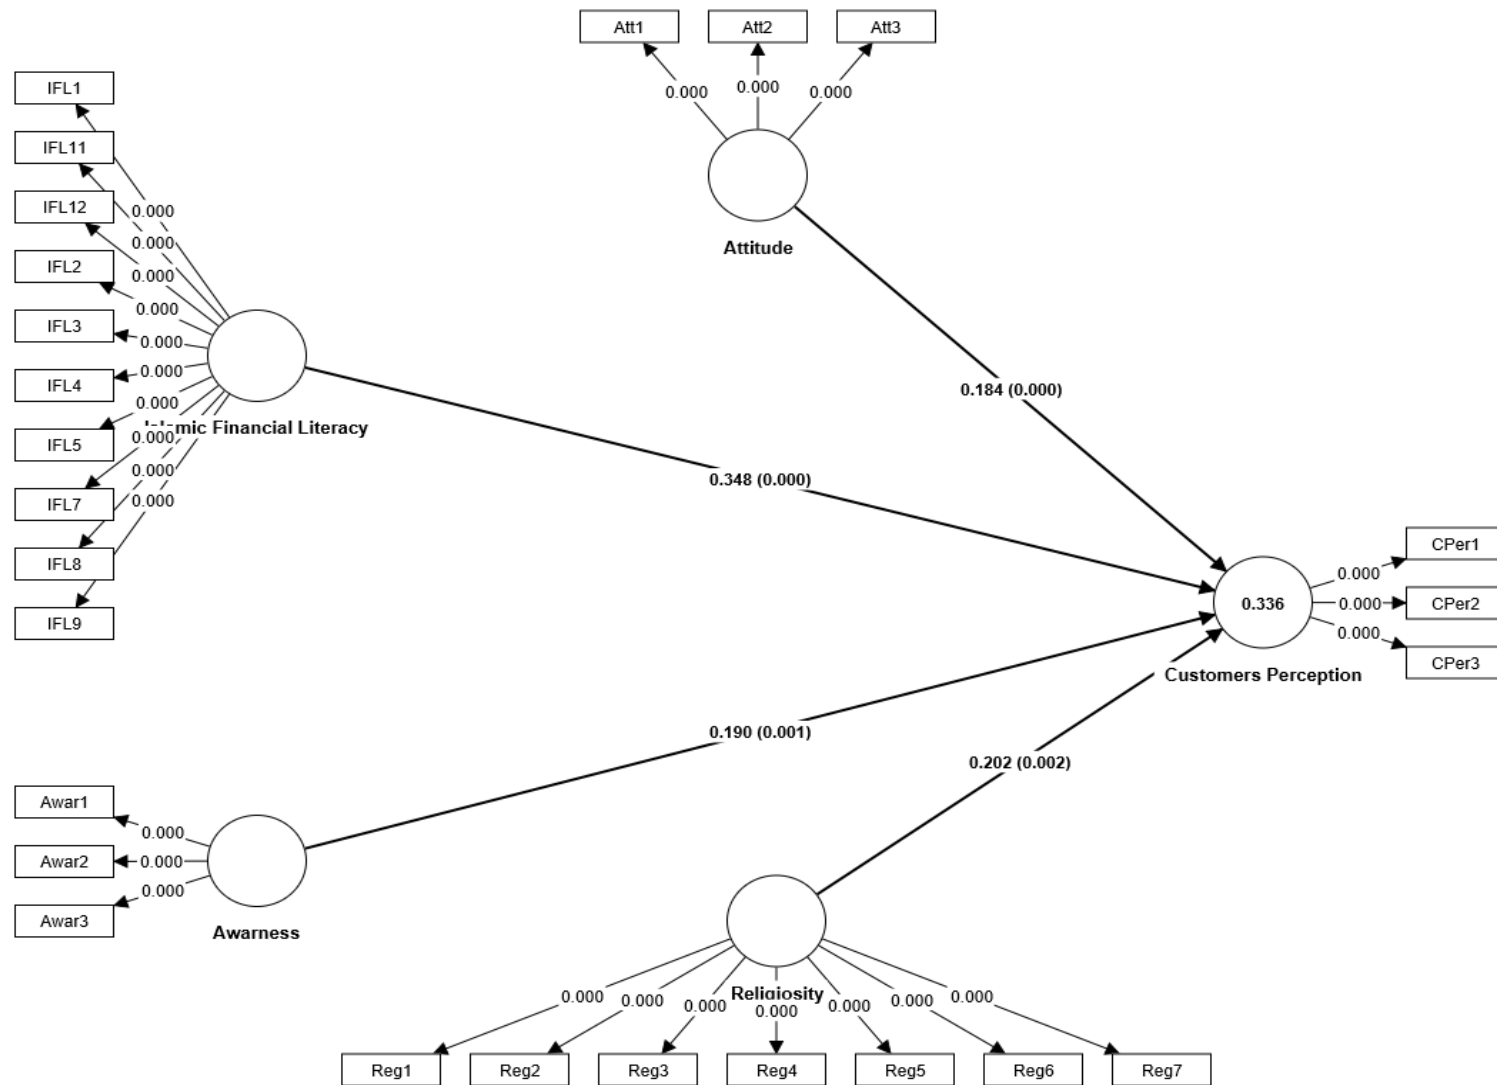 Att1
Att2
Att3
0.000
0.000
0.000
Attitude
IFL1
IFL11
IFL12
IFL2
IFL3
IFL4
IFL5
IFL7
IFL8
IFL9
0.000
0.000
0.000
0.000
0.000
0.000
0.000
0.000
0.000
0.000
Islamic Financial Literacy
0.184 (0.000)
0.348 (0.000)
0.336
Customers Perception
0.000
0.000
0.000
CPer1
CPer2
CPer3
0.190 (0.001)
0.202 (0.002)
Awar1
Awar2
Awar3
0.000
0.000
0.000
Awarness
Religiosity
0.000
0.000
0.000
0.000
0.000
0.000
0.000
Reg1
Reg2
Reg3
Reg4
Reg5
Reg6
Reg7